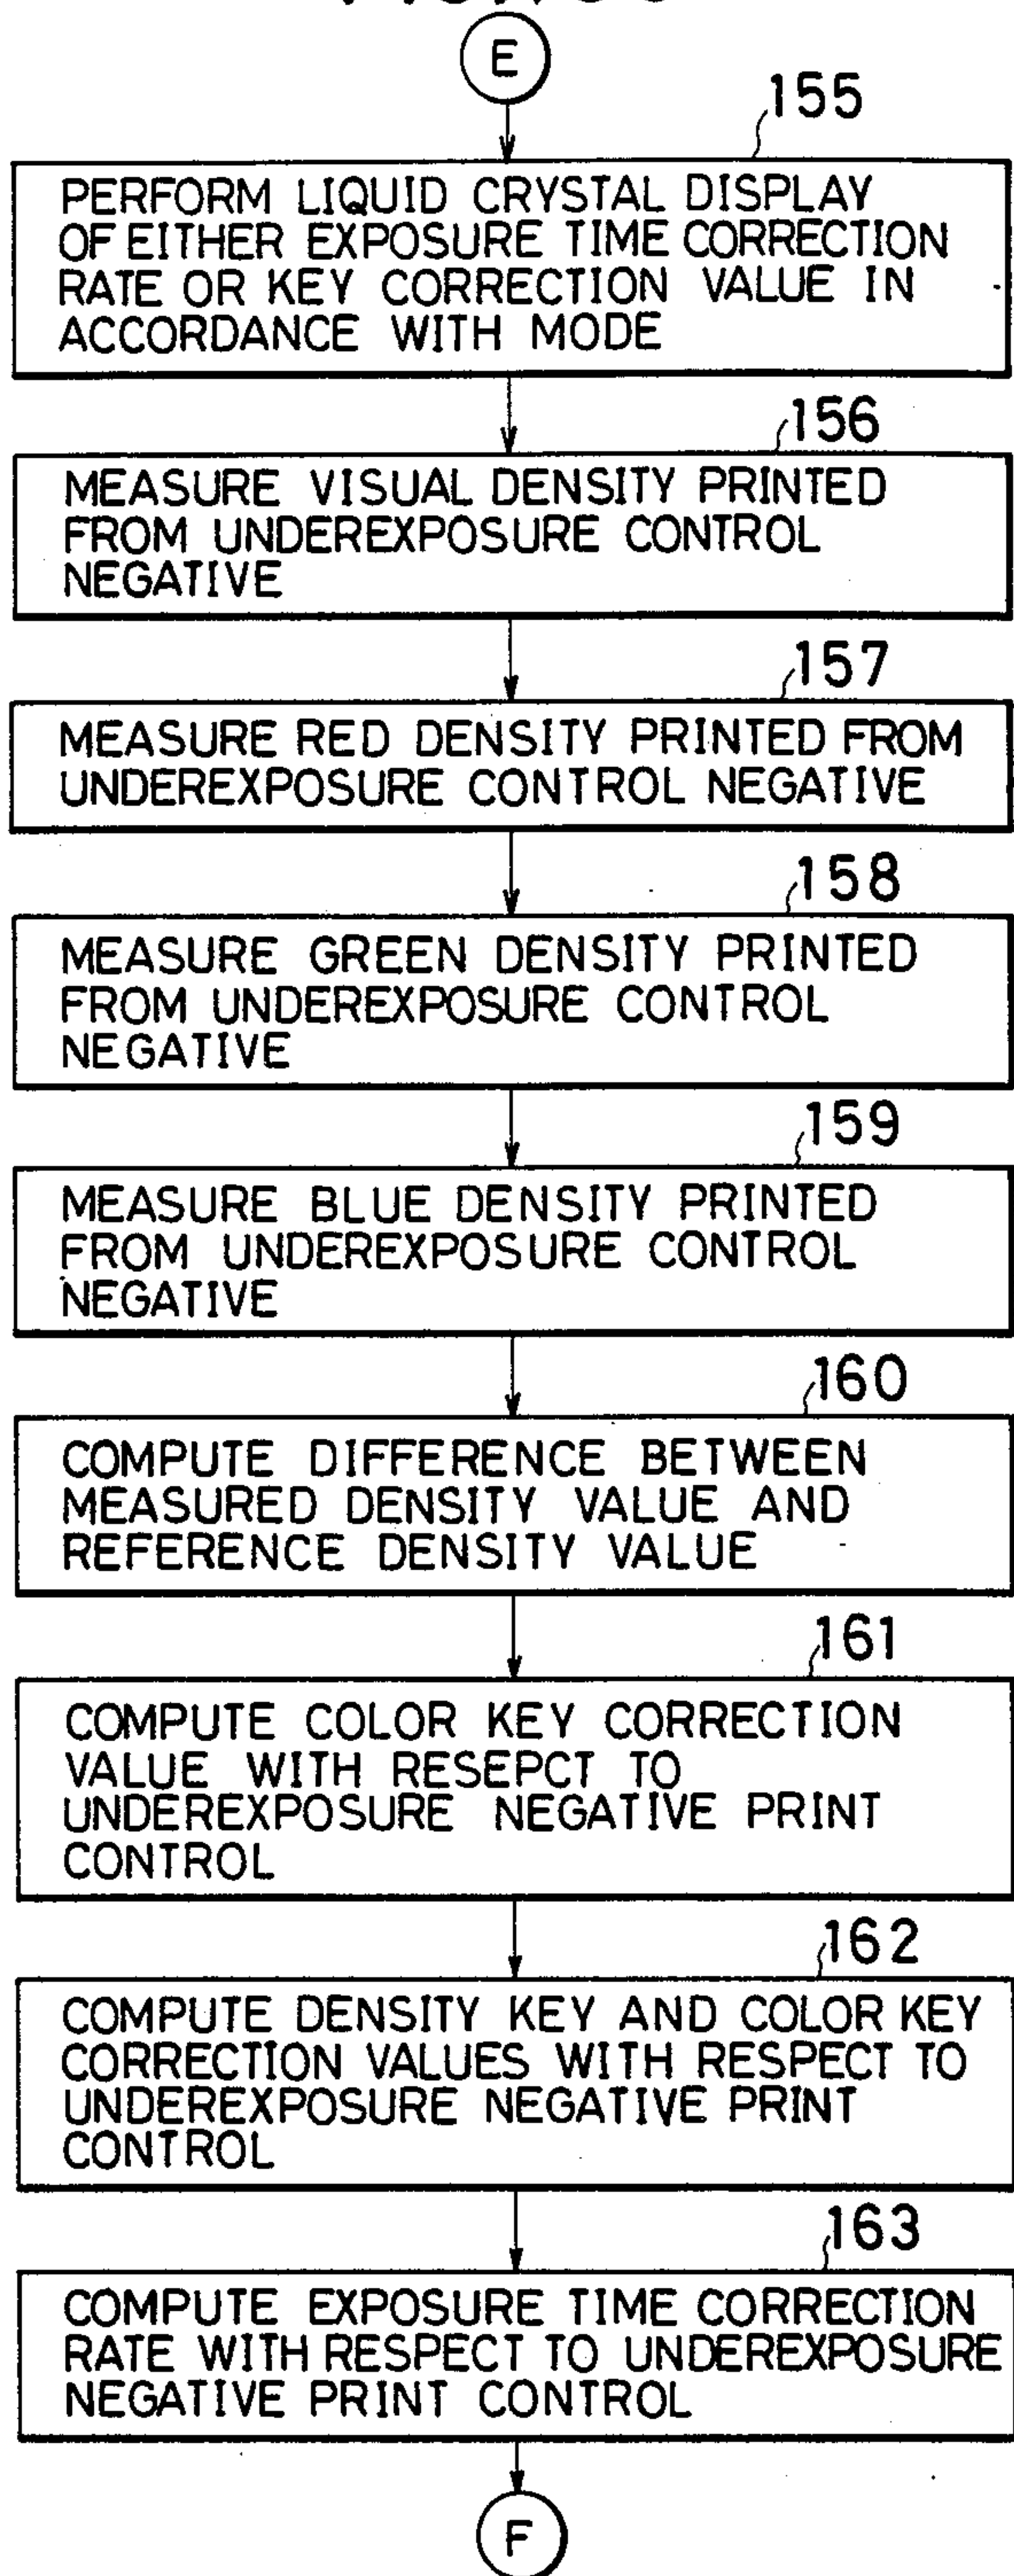 E
155
PERFORM LIQUID CRYSTAL DISPLAY
OF EITHER EXPOSURE TIME CORRECTION
RATE OR KEY CORRECTION VALUE IN
ACCORDANCE WITH MODE
156
MEASURE VISUAL DENSITY PRINTED
FROM UNDEREXPOSURE CONTROL
NEGATIVE
157
MEASURE RED DENSITY PRINTED FROM
UNDEREXPOSURE CONTROL NEGATIVE
158
MEASURE GREEN DENSITY PRINTED
FROM UNDEREXPOSURE CONTROL
NEGATIVE
159
MEASURE BLUE DENSITY PRINTED
FROM UNDEREXPOSURE CONTROL
NEGATIVE
160
COMPUTE DIFFERENCE BETWEEN
MEASURED DENSITY VALUE AND
REFERENCE DENSITY VALUE
161
COMPUTE COLOR KEY CORRECTION
VALUE WITH RESEPCT TO
UNDEREXPOSURE NEGATIVE PRINT
CONTROL
162
COMPUTE DENSITY KEY AND COLOR KEY
CORRECTION VALUES WITH RESPECT TO
UNDEREXPOSURE NEGATIVE PRINT
CONTROL
163
COMPUTE EXPOSURE TIME CORRECTION
RATE WITH RESPECT TO UNDEREXPOSURE
NEGATIVE PRINT CONTROL
F